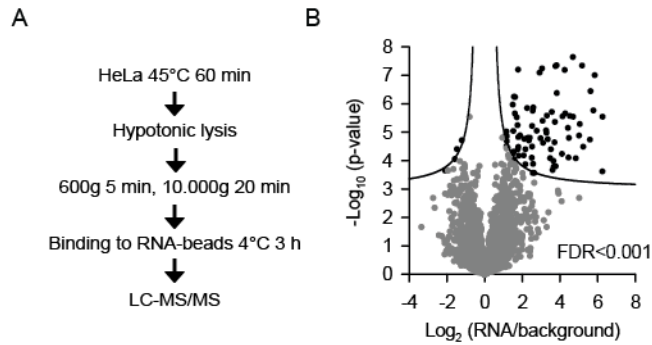 A
HeLa 45°C 60 min
Hypotonic lysis
600g 5 min, 10.000g 20 min
Binding to RNA-beads 4°C 3 h
LC-MS/MS
B
-Log10 (p-value)
8
7
6
5
4
3
2
1
0
FDR<0.001
-4 -2 0 2 4 6 8
Log2 (RNA/background)